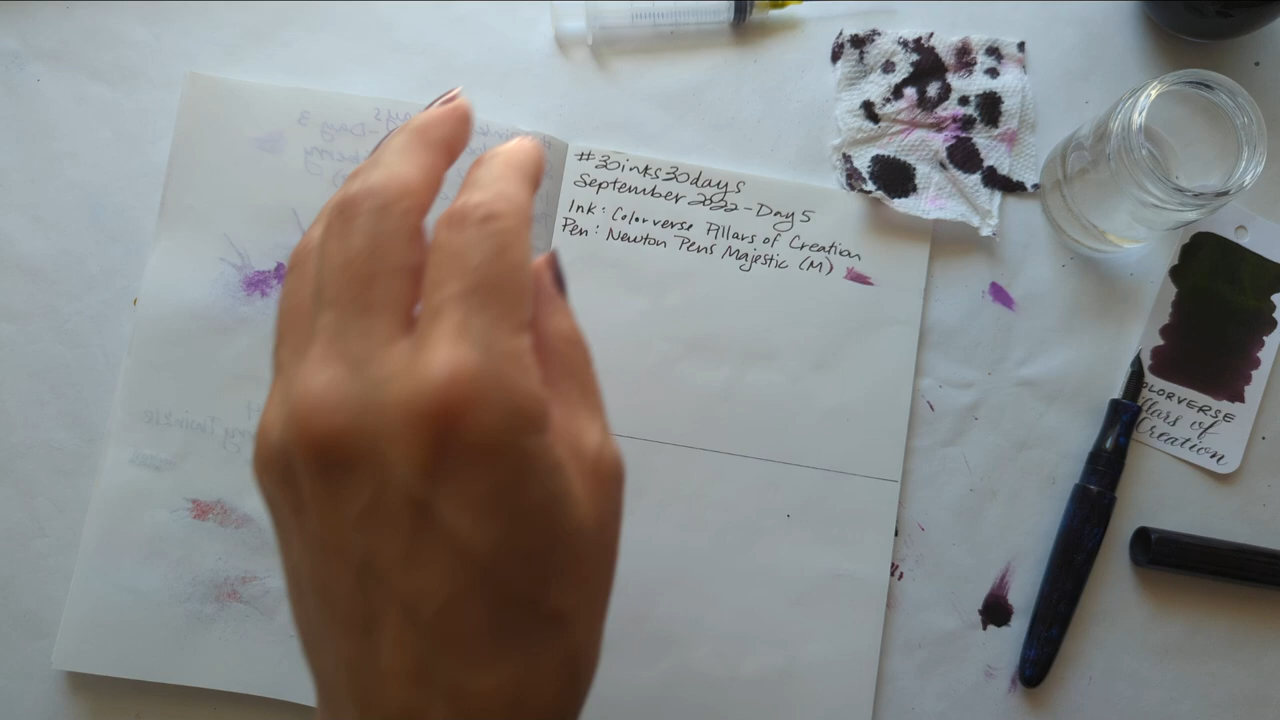 #30inks30days
September 2022-Day 5
Ink: Colorverse Pillars of Creation
Pen: Newton Pens Majestic (M)
COLORVERSE
Pillars of
Creation